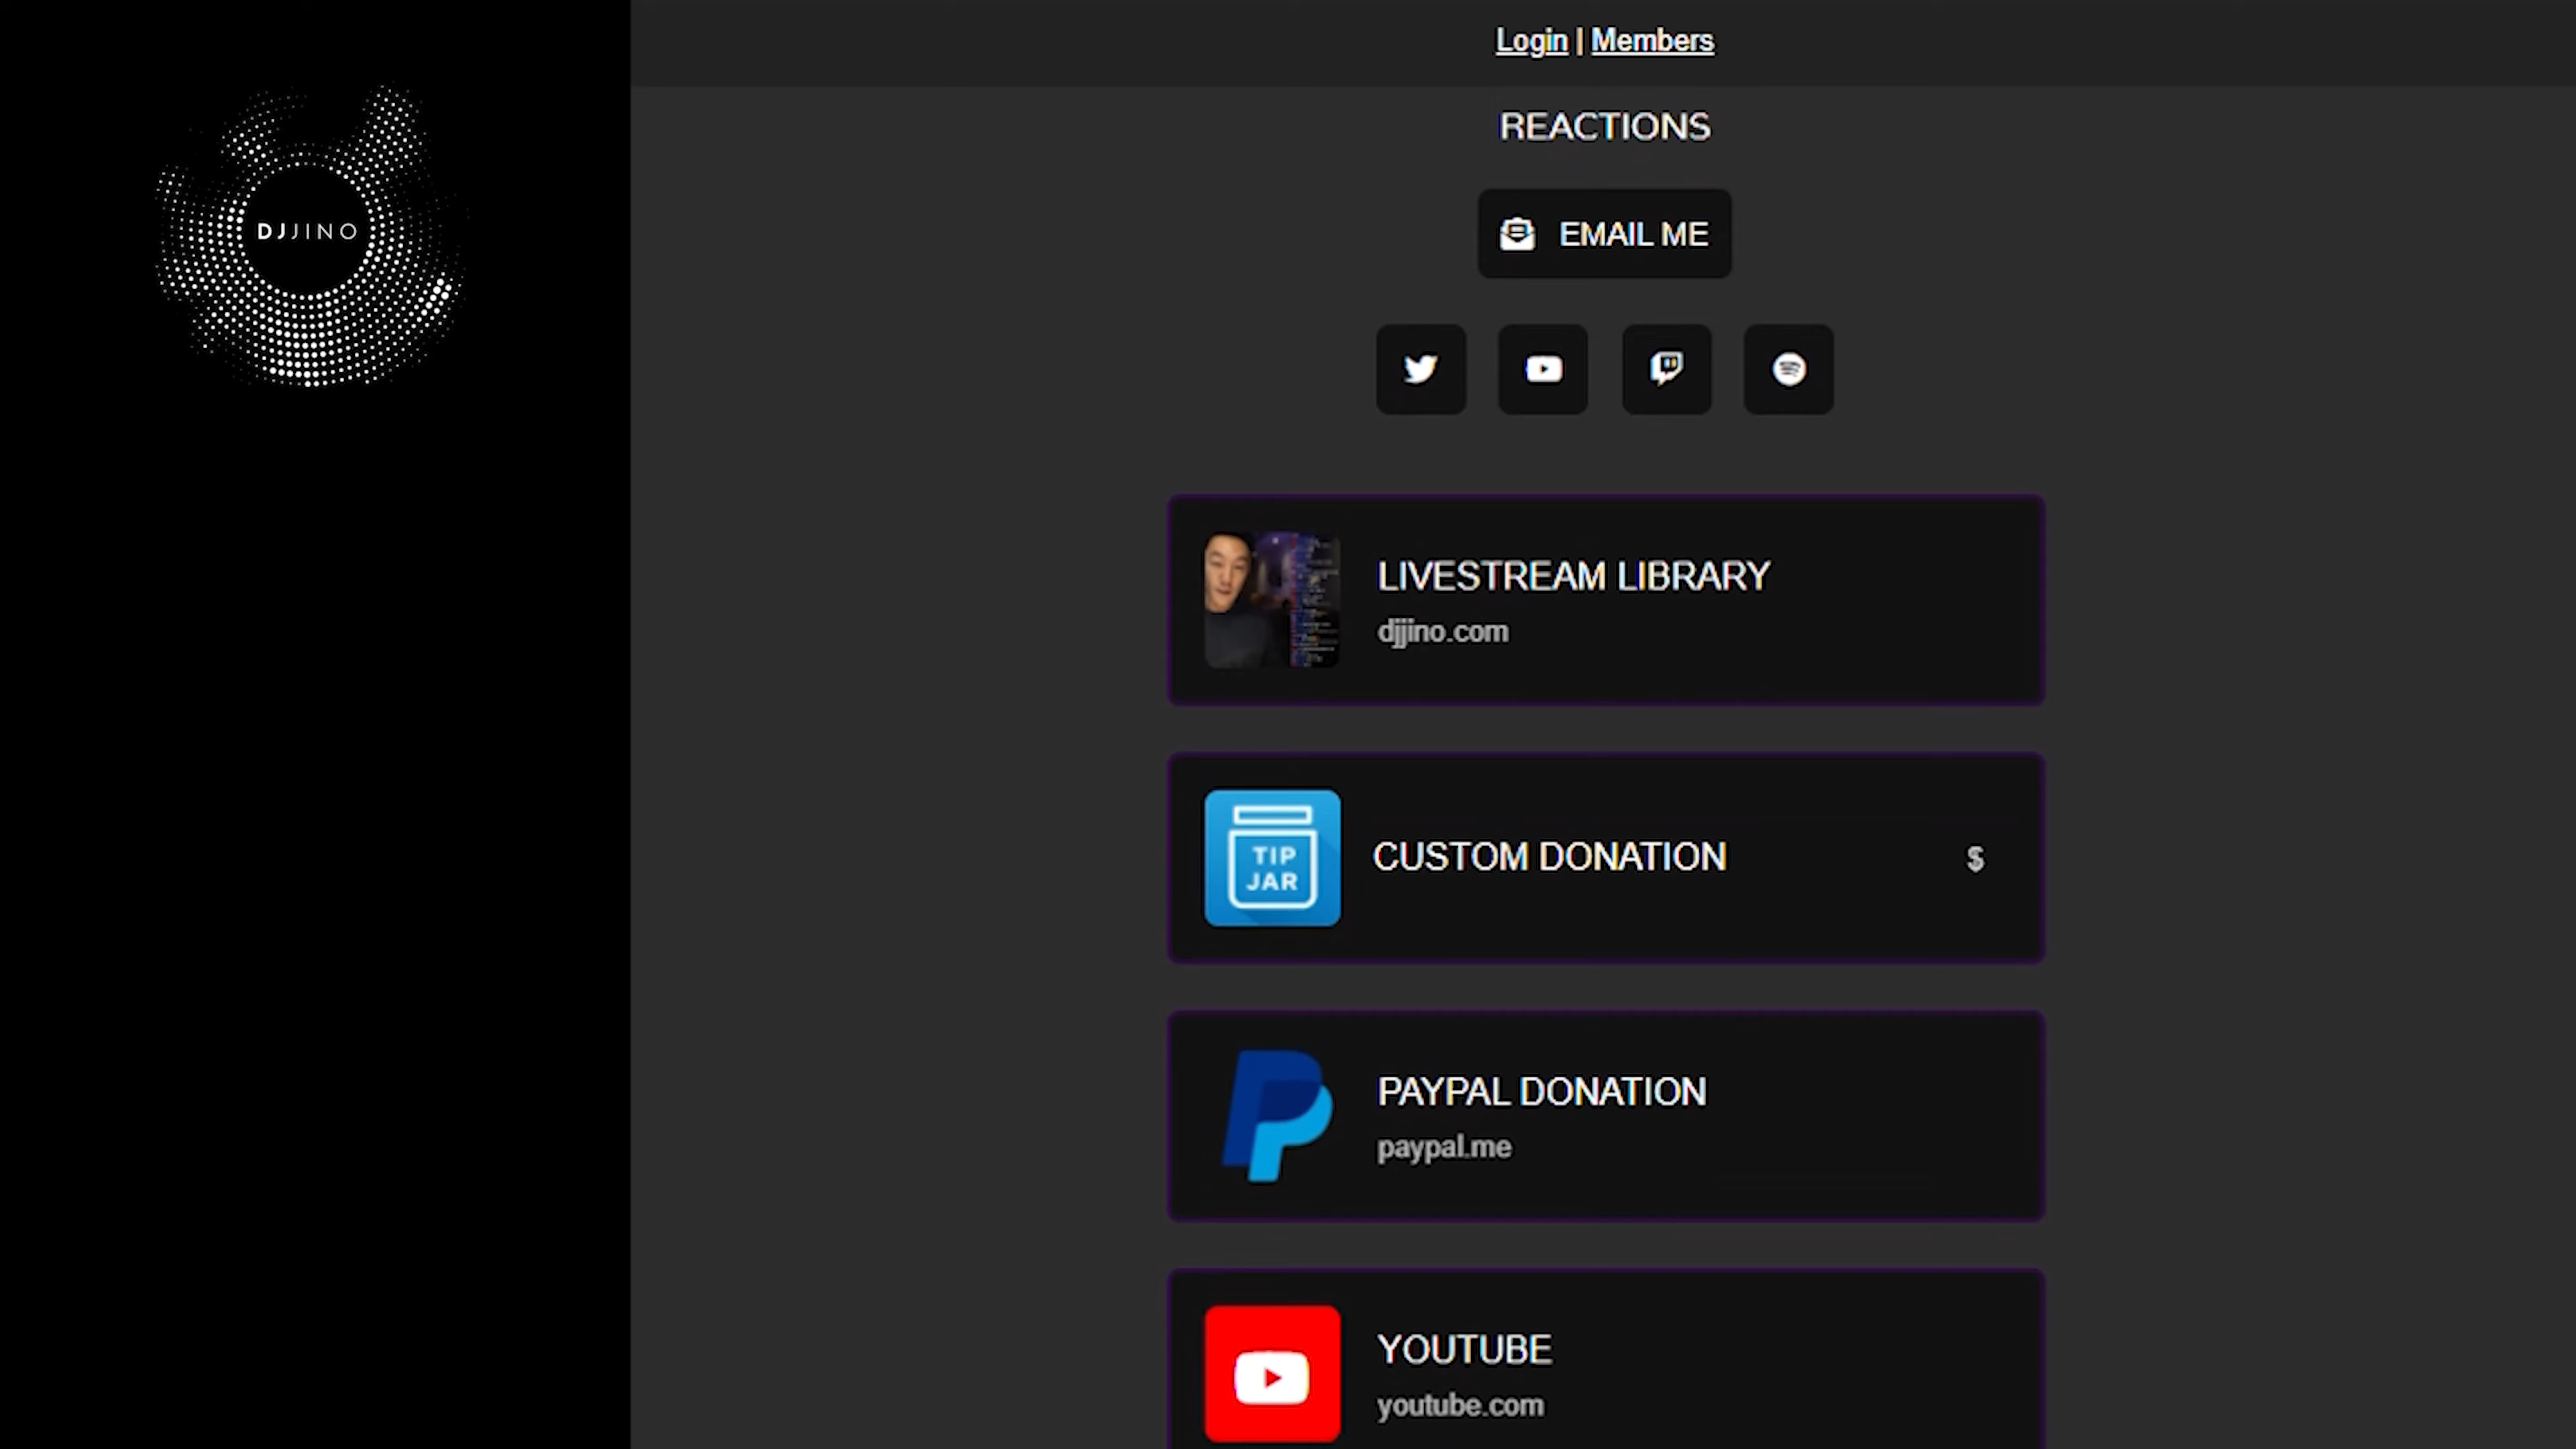 DJJINO
Login | Members
REACTIONS
EMAIL ME
LIVESTREAM LIBRARY
djjino.com
TIP
JAR
CUSTOM DONATION
$
PAYPAL DONATION
paypal.me
YOUTUBE
youtube.com